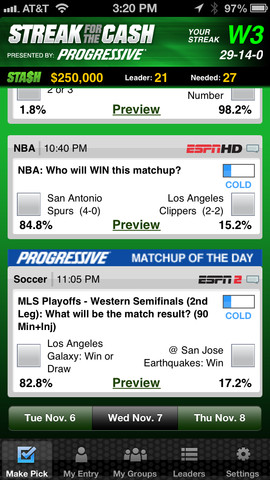 AT&T 3:20 PM 97%
STREAK FOR THE CASH
PRESENTED BY: PROGRESSIVE
YOUR STREAK W3
29-14-0
STA$H $250,000 Leader: 21 Needed: 27
2 or 3 Number
1.8% Preview 98.2%
NBA 10:40 PM ESPN HD
NBA: Who will WIN this matchup?
COLD
San Antonio Spurs (4-0)
Los Angeles Clippers (2-2)
84.8% Preview 15.2%
PROGRESSIVE MATCHUP OF THE DAY
Soccer 11:05 PM ESPN 2
MLS Playoffs - Western Semifinals (2nd
Leg): What will be the match result? (90
Min+Inj)
COLD
Los Angeles
Galaxy: Win or
Draw
@ San Jose
Earthquakes: Win
82.8% Preview 17.2%
Tue Nov. 6 Wed Nov. 7 Thu Nov. 8
Make Pick My Entry My Groups Leaders Settings